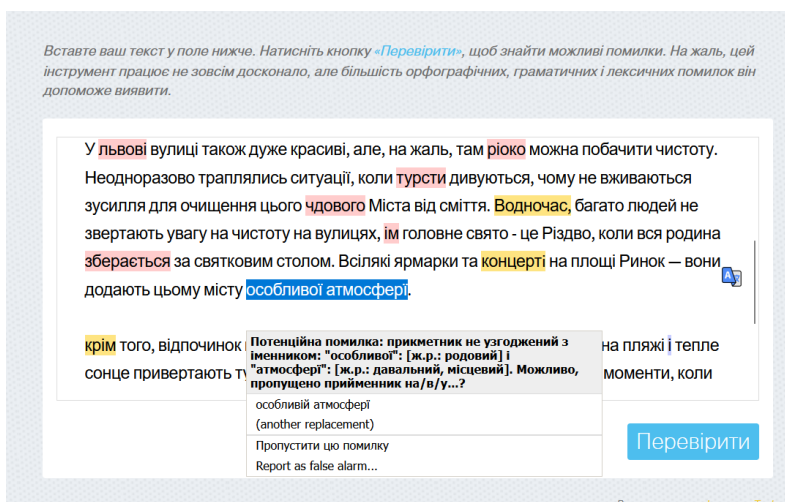 Вставте ваш текст у поле нижче. Натисніть кнопку «Перевірити», щоб знайти можливі помилки. На жаль, цей
інструмент працює не зовсім досконало, але більшість орфографічних, граматичних і лексичних помилок він
допоможе виявити.
У львові вулиці також дуже красиві, але, на жаль, там ріоко можна побачити чистоту.
Неодноразово траплялись ситуації, коли турсти дивуються, чому не вживаються
зусилля для очищення цього чдового Міста від сміття. Водночас, багато людей не
звертають увагу на чистоту на вулицях, ім головне свято - це Різдво, коли вся родина
зберається за святковим столом. Всілякі ярмарки та концерті на площі Ринок — вони
додають цьому місту особливої атмосфері.
крім того, відпочинок на пляжі і тепле
сонце привертають моменти, коли
Потенційна помилка: прикметник не узгоджений з
іменником: "особливої": [ж.р.: родовий] і
"атмосфері": [ж.р.: давальний, місцевий]. Можливо,
пропущено прийменник на/в/у...?
особливій атмосфері
(another replacement)
Пропустити цю помилку
Report as false alarm...
Перевірити